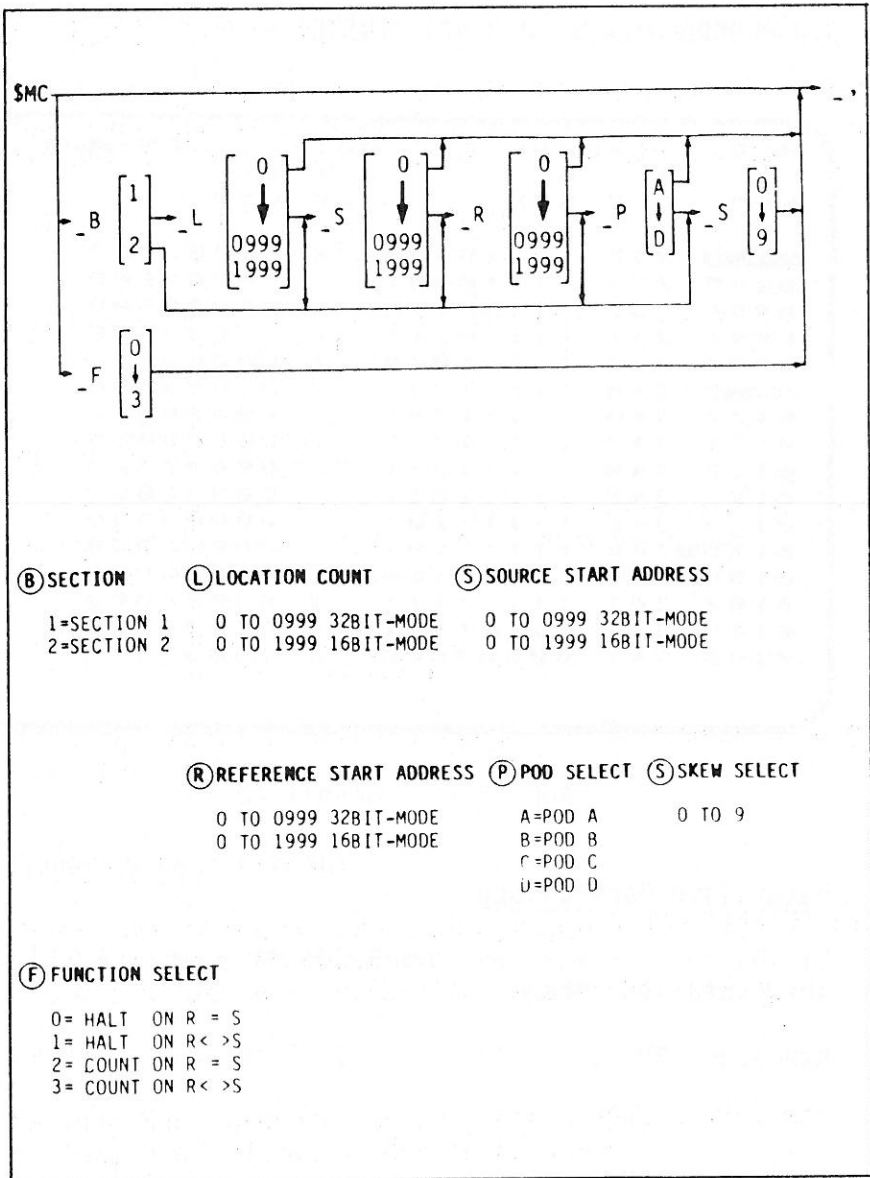 $MC _,
0 0 0 A 0
_B 1 _L _S _R _P _S
2 0999 0999 0999 D 9
1999 1999 1999
_F 0
3
Ⓑ SECTION Ⓛ LOCATION COUNT Ⓢ SOURCE START ADDRESS
1=SECTION 1 0 TO 0999 32BIT-MODE 0 TO 0999 32BIT-MODE
2=SECTION 2 0 TO 1999 16BIT-MODE 0 TO 1999 16BIT-MODE
Ⓡ REFERENCE START ADDRESS Ⓟ POD SELECT Ⓢ SKEW SELECT
0 TO 0999 32BIT-MODE A=POD A 0 TO 9
0 TO 1999 16BIT-MODE B=POD B
C=POD C
D=POD D
Ⓕ FUNCTION SELECT
0= HALT ON R = S
1= HALT ON R< >S
2= COUNT ON R = S
3= COUNT ON R< >S